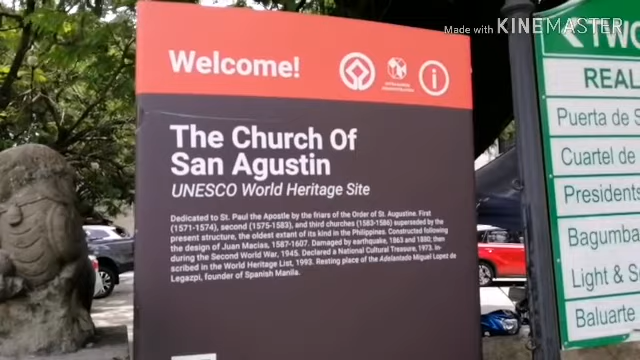 Made with KINEMASTER
Welcome!
The Church Of
San Agustin
UNESCO World Heritage Site
Dedicated to St. Paul the Apostle by the friars of the Order of St. Augustine. First
(1571-1574), second (1575-1583), and third churches (1583-1586) superseded by the
present structure, the oldest extant of its kind in the Philippines. Constructed following
the design of Juan Macias, 1587-1607. Damaged by earthquake, 1863 and 1880; then
during the Second World War, 1945. Declared a National Cultural Treasure, 1973. In-
scribed in the World Heritage List, 1993. Resting place of the Adelantado Miguel Lopez de
Legazpi, founder of Spanish Manila.
TWO
REAL
Puerta de S
Cuartel de
Presidents
Bagumba
Light & S
Baluarte